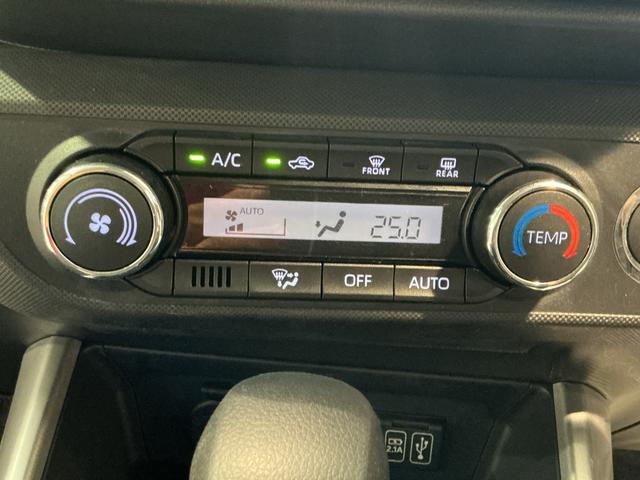 A/C
FRONT
REAR
AUTO
25.0
TEMP
OFF
AUTO
2.1A